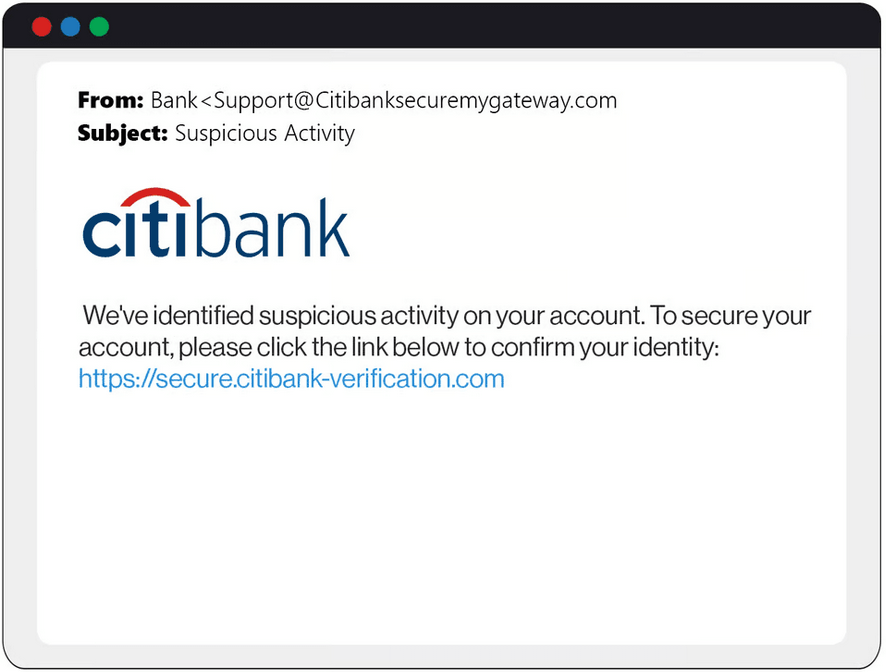 From: Bank<Support@Citibanksecuremygateway.com
Subject: Suspicious Activity
citibank
We've identified suspicious activity on your account. To secure your
account, please click the link below to confirm your identity:
https://secure.citibank-verification.com